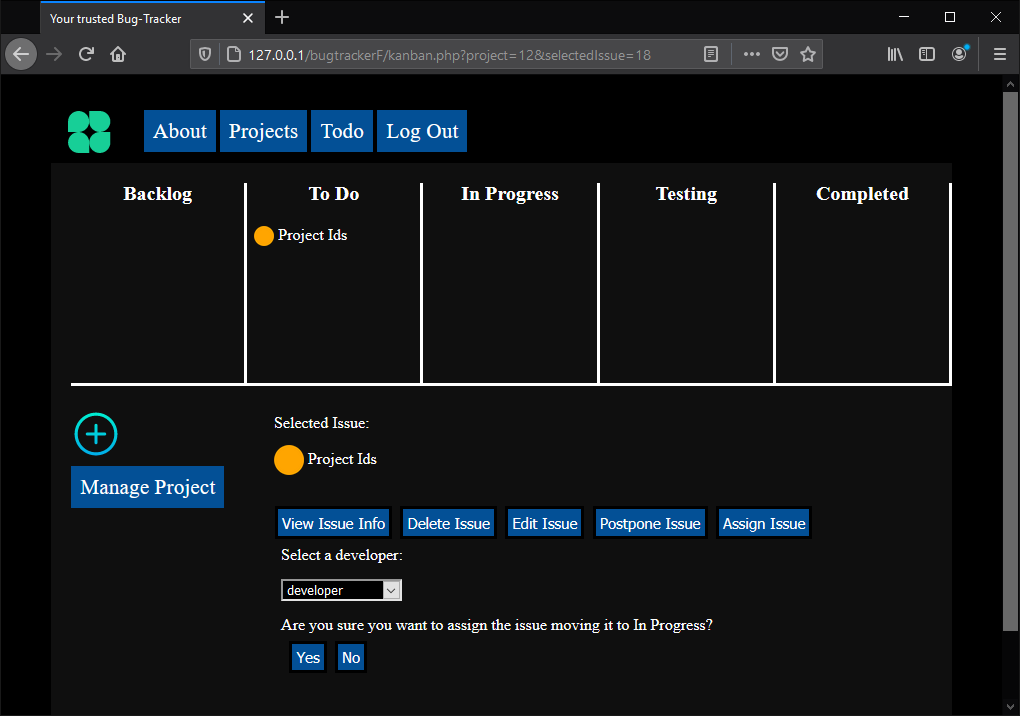 Your trusted Bug-Tracker
127.0.0.1/bugtrackerF/kanban.php?project=12&selectedIssue=18
About Projects Todo Log Out
Backlog To Do In Progress Testing Completed
Project Ids
Selected Issue:
Project Ids
Manage Project
View Issue Info Delete Issue Edit Issue Postpone Issue Assign Issue
Select a developer:
developer
Are you sure you want to assign the issue moving it to In Progress?
Yes No